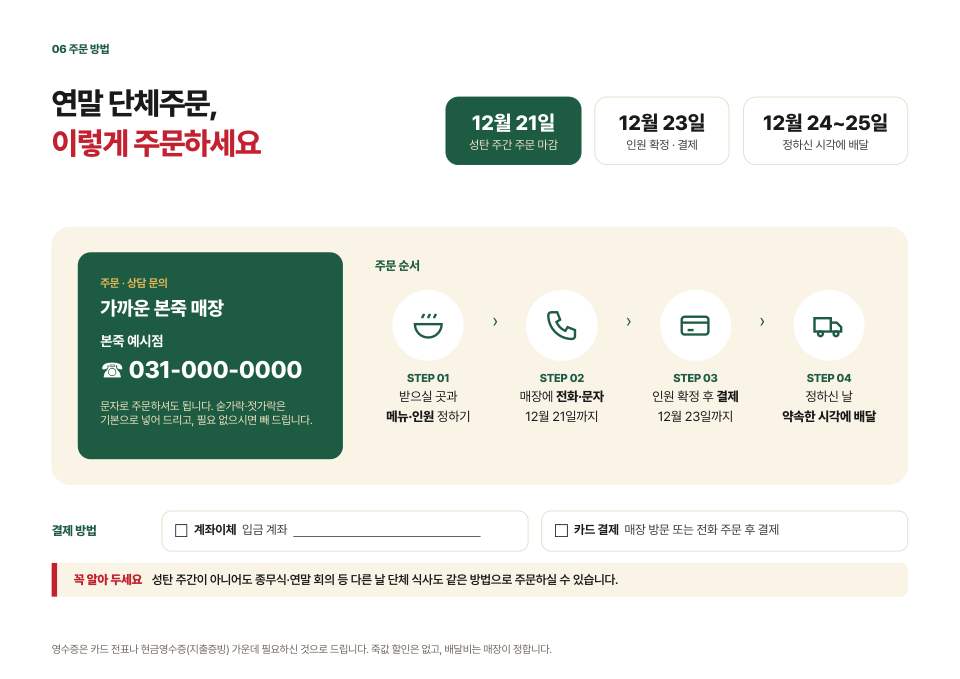 06 주문 방법
연말 단체주문,
이렇게 주문하세요
12월 21일
성탄 주간 주문 마감
12월 23일
인원 확정 · 결제
12월 24~25일
정하신 시각에 배달
주문 · 상담 문의
가까운 본죽 매장
본죽 예시점
☎ 031-000-0000
문자로 주문하셔도 됩니다. 숟가락·젓가락은
기본으로 넣어 드리고, 필요 없으시면 빼 드립니다.
주문 순서
STEP 01
받으실 곳과
메뉴·인원 정하기
›
STEP 02
매장에 전화·문자
12월 21일까지
›
STEP 03
인원 확정 후 결제
12월 23일까지
›
STEP 04
정하신 날
약속한 시각에 배달
결제 방법
☐ 계좌이체 입금 계좌 ____________________
☐ 카드 결제 매장 방문 또는 전화 주문 후 결제
꼭 알아 두세요 성탄 주간이 아니어도 종무식·연말 회의 등 다른 날 단체 식사도 같은 방법으로 주문하실 수 있습니다.
영수증은 카드 전표나 현금영수증(지출증빙) 가운데 필요하신 것으로 드립니다. 죽값 할인은 없고, 배달비는 매장이 정합니다.